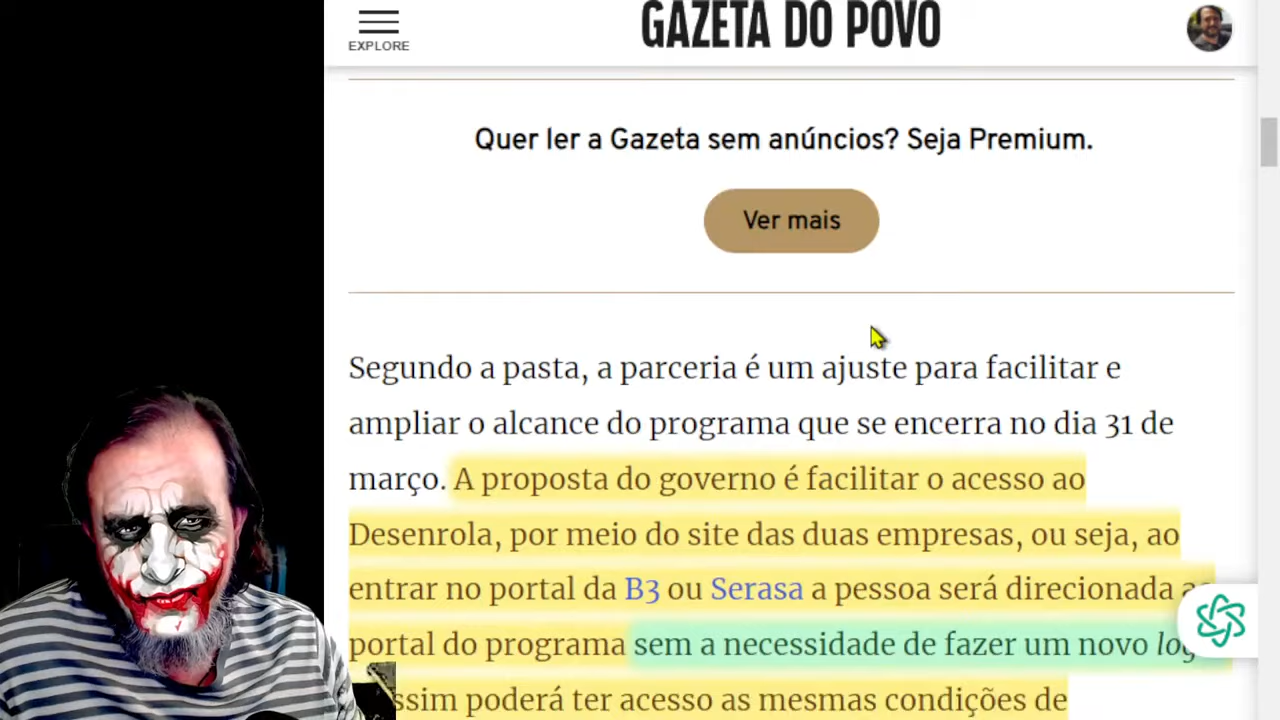 GAZETA DO POVO
EXPLORE
Quer ler a Gazeta sem anúncios? Seja Premium.
Ver mais
Segundo a pasta, a parceria é um ajuste para facilitar e
ampliar o alcance do programa que se encerra no dia 31 de
março. A proposta do governo é facilitar o acesso ao
Desenrola, por meio do site das duas empresas, ou seja, ao
entrar no portal da B3 ou Serasa a pessoa será direcionada
portal do programa sem a necessidade de fazer um novo
poderá ter acesso as mesmas condições de